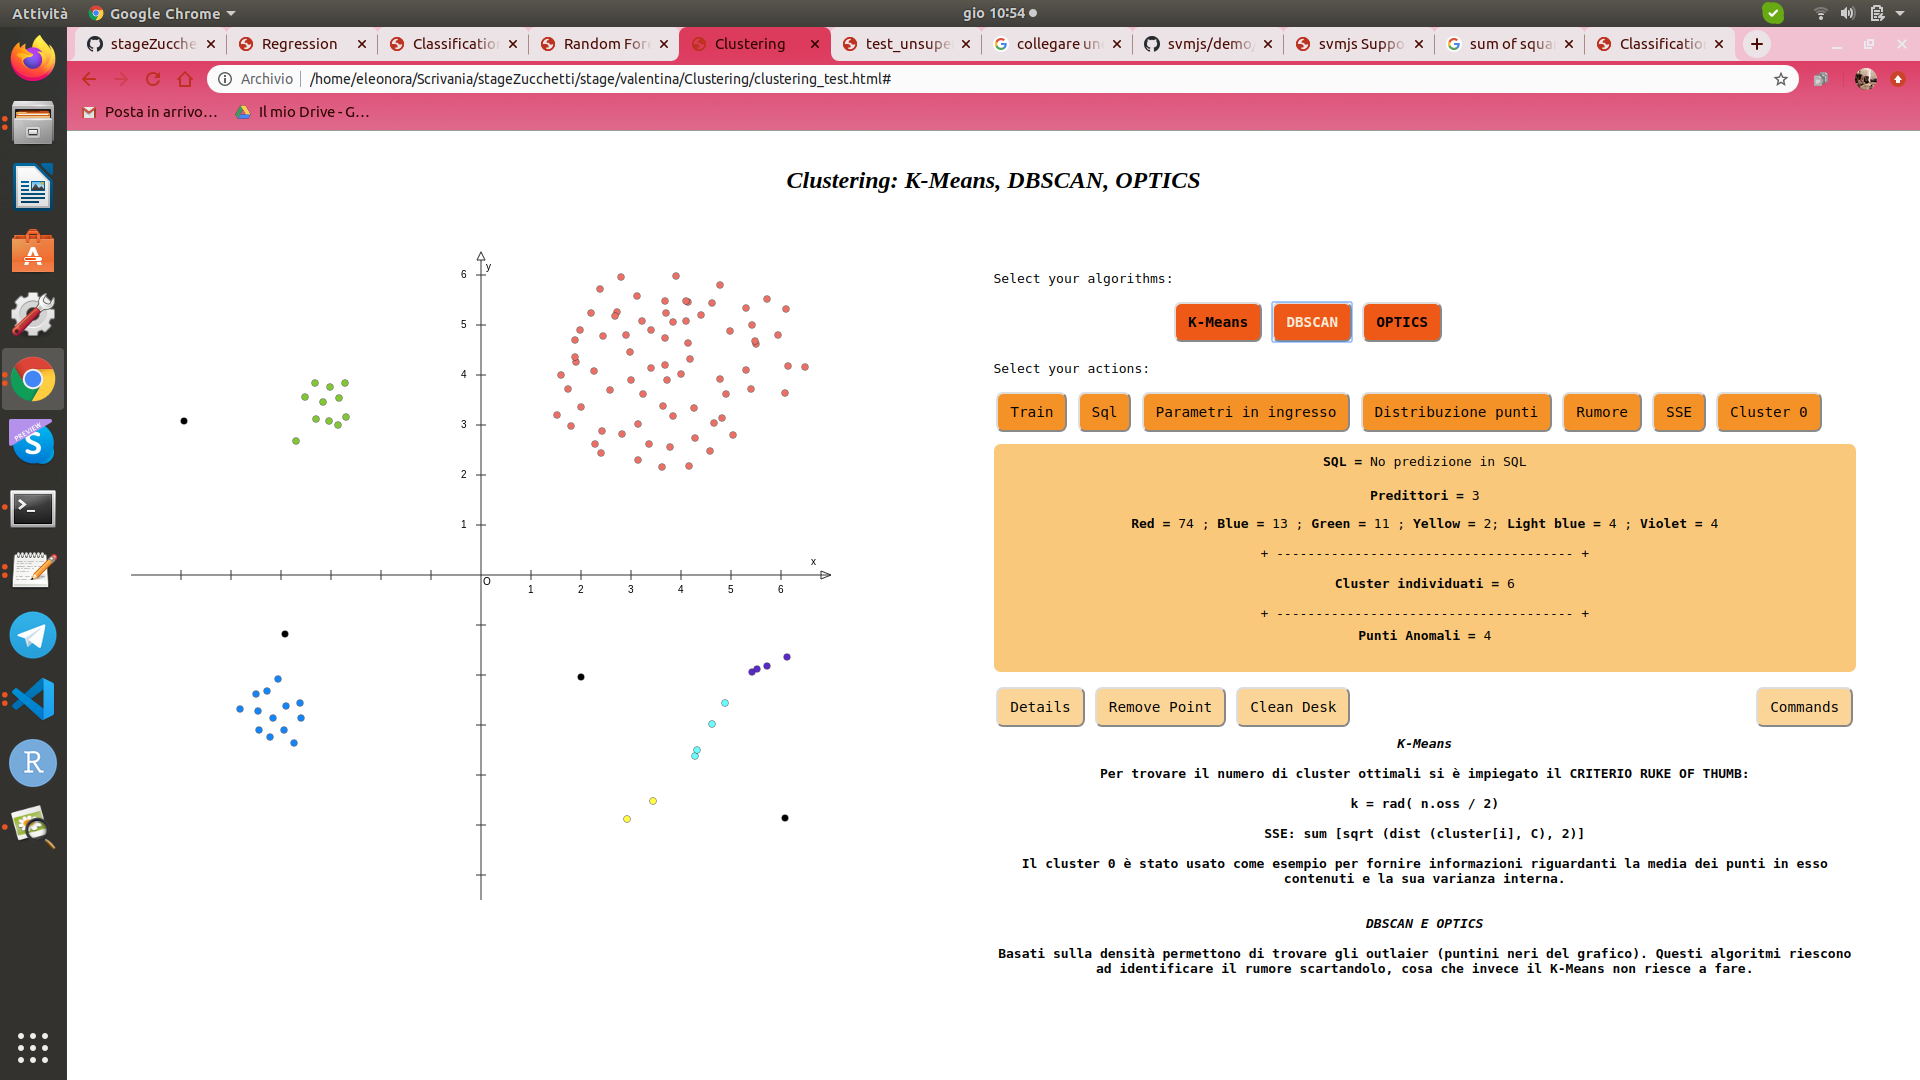 Attività Google Chrome gio 10:54
stageZucche Regression Classificatio Random For Clustering test_unsupe collegare un svmjs/demo svmjs Suppo sum of squa Classificatio
Archivio /home/eleonora/Scrivania/stageZucchetti/stage/valentina/Clustering/clustering_test.html#
Posta in arrivo… Il mio Drive - G…
Clustering: K-Means, DBSCAN, OPTICS
y
6
5
4
3
2
1
x
O
1 2 3 4 5 6
Select your algorithms:
K-Means DBSCAN OPTICS
Select your actions:
Train Sql Parametri in ingresso Distribuzione punti Rumore SSE Cluster 0
SQL = No predizione in SQL
Predittori = 3
Red = 74 ; Blue = 13 ; Green = 11 ; Yellow = 2; Light blue = 4 ; Violet = 4
+ -------------------------------------- +
Cluster individuati = 6
+ -------------------------------------- +
Punti Anomali = 4
Details Remove Point Clean Desk Commands
K-Means
Per trovare il numero di cluster ottimali si è impiegato il CRITERIO RUKE OF THUMB:
k = rad( n.oss / 2)
SSE: sum [sqrt (dist (cluster[i], C), 2)]
Il cluster 0 è stato usato come esempio per fornire informazioni riguardanti la media dei punti in esso
contenuti e la sua varianza interna.
DBSCAN E OPTICS
Basati sulla densità permettono di trovare gli outlaier (puntini neri del grafico). Questi algoritmi riescono
ad identificare il rumore scartandolo, cosa che invece il K-Means non riesce a fare.
PREVIEW
S
R